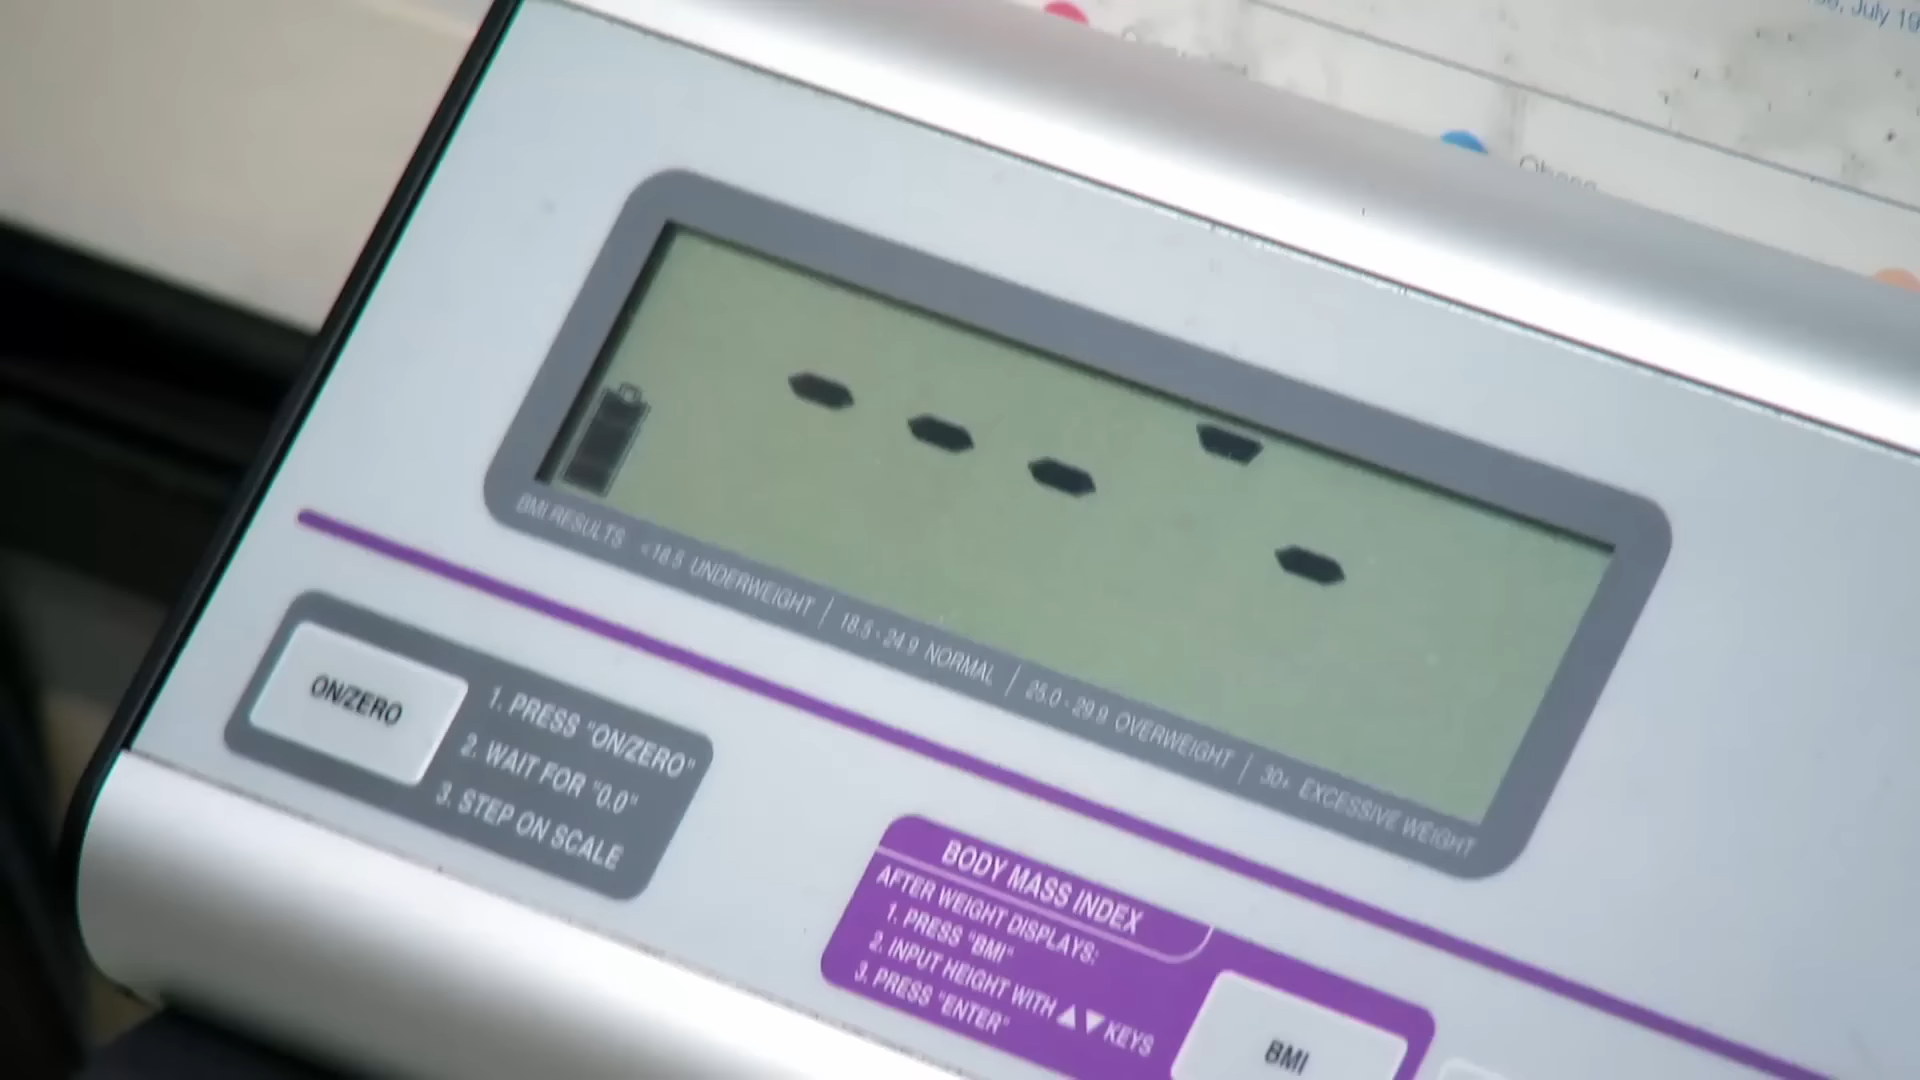 July 19
BMI RESULTS <18.5 UNDERWEIGHT | 18.5 - 24.9 NORMAL | 25.0 - 29.9 OVERWEIGHT | 30+ EXCESSIVE WEIGHT
ON/ZERO
1. PRESS "ON/ZERO"
2. WAIT FOR "0.0"
3. STEP ON SCALE
BODY MASS INDEX
AFTER WEIGHT DISPLAYS:
1. PRESS "BMI"
2. INPUT HEIGHT WITH ▲▼ KEYS
3. PRESS "ENTER"
BMI